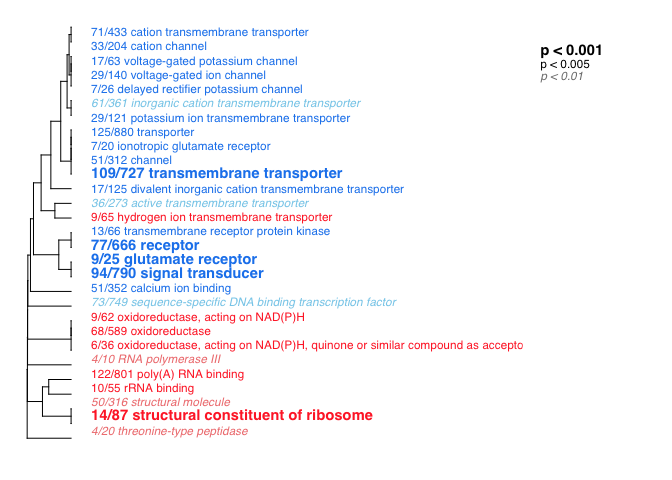 71/433 cation transmembrane transporter
33/204 cation channel
17/63 voltage-gated potassium channel
29/140 voltage-gated ion channel
7/26 delayed rectifier potassium channel
61/361 inorganic cation transmembrane transporter
29/121 potassium ion transmembrane transporter
125/880 transporter
7/20 ionotropic glutamate receptor
51/312 channel
109/727 transmembrane transporter
17/125 divalent inorganic cation transmembrane transporter
36/273 active transmembrane transporter
9/65 hydrogen ion transmembrane transporter
13/66 transmembrane receptor protein kinase
77/666 receptor
9/25 glutamate receptor
94/790 signal transducer
51/352 calcium ion binding
73/749 sequence-specific DNA binding transcription factor
9/62 oxidoreductase, acting on NAD(P)H
68/589 oxidoreductase
6/36 oxidoreductase, acting on NAD(P)H, quinone or similar compound as accepto
4/10 RNA polymerase III
122/801 poly(A) RNA binding
10/55 rRNA binding
50/316 structural molecule
14/87 structural constituent of ribosome
4/20 threonine-type peptidase
p < 0.001
p < 0.005
p < 0.01